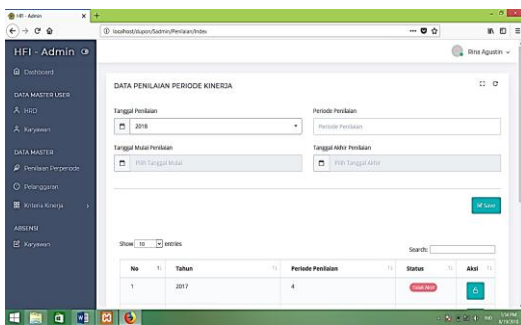 HFI - Admin
localhost/skripsi/Sadmin/Penilaian/Index
HFI - Admin
Rina Agustin
Dashboard
DATA MASTER USER
HRD
Karyawan
DATA MASTER
Penilaian Perperiode
Pelanggaran
Kriteria Kinerja
ABSENSI
Karyawan
DATA PENILAIAN PERIODE KINERJA
Tanggal Penilaian
Periode Penilaian
2018
Periode Penilaian
Tanggal Mulai Penilaian
Tanggal Akhir Penilaian
Pilih Tanggal Mulai
Pilih Tanggal Akhir
Save
Show 10 entries
Search:
No Tahun Periode Penilaian Status Aksi
1 2017 4 Tidak Aktif